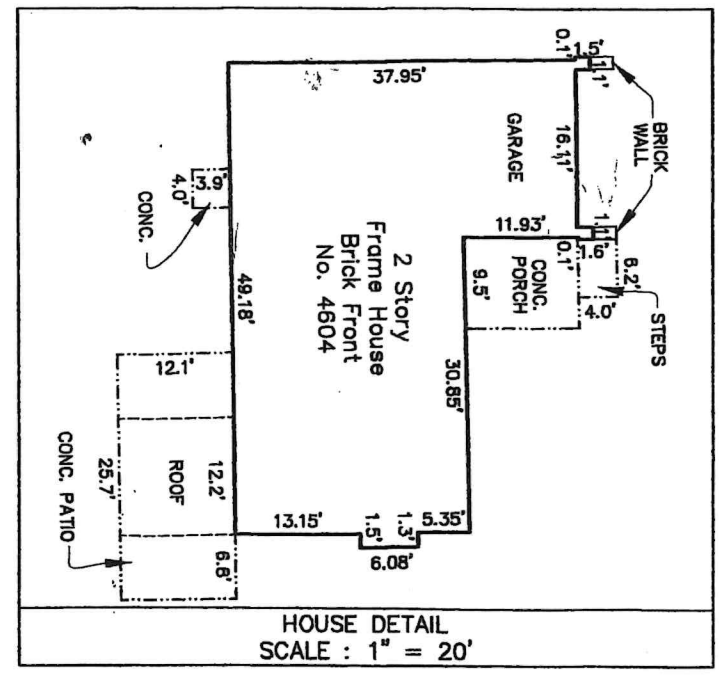 0.1'
1.5'
1.1'
37.95'
BRICK
WALL
GARAGE
16.11'
3.9'
4.0'
CONC.
11.93'
1.1'
0.1'
1.6'
6.2'
4.0'
STEPS
CONC.
PORCH
9.5'
2 Story
Frame House
Brick Front
No. 4604
49.18'
30.85'
12.1'
12.2'
ROOF
25.7'
CONC. PATIO
6.8'
13.15'
1.5'
1.3'
5.35'
6.08'
HOUSE DETAIL
SCALE : 1" = 20'